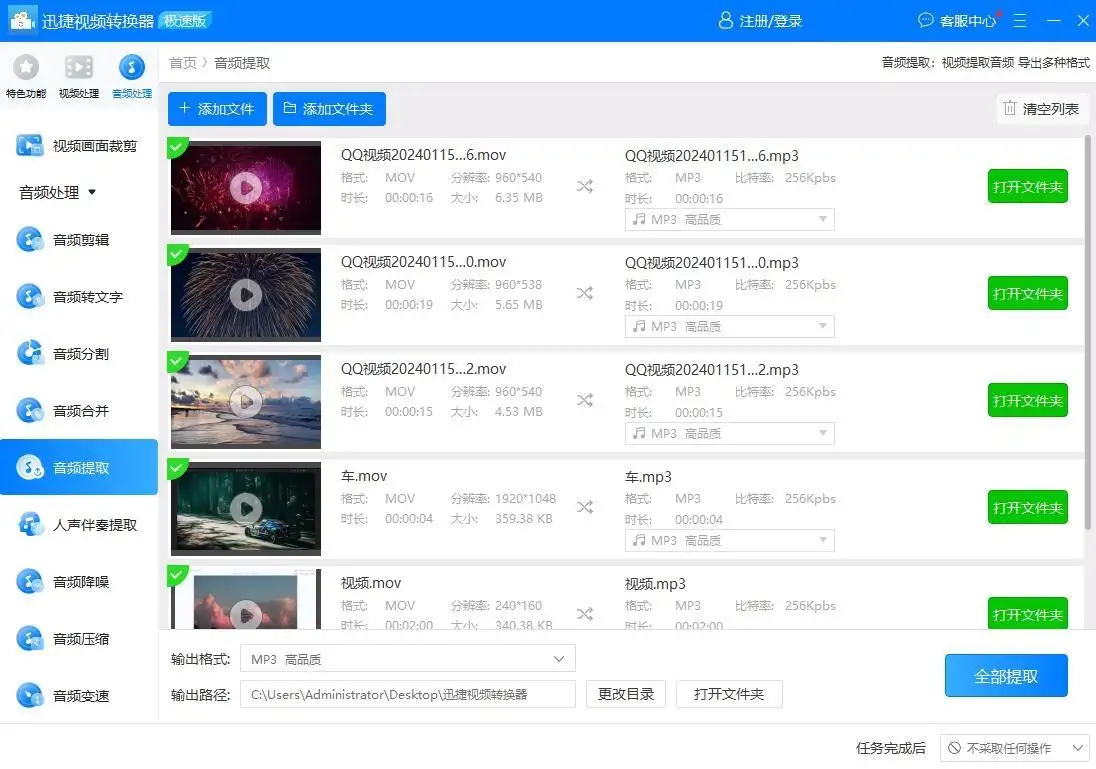 迅捷视频转换器 极速版 注册/登录 客服中心
特色功能 视频处理 音频处理
首页 > 音频提取 音频提取：视频提取音频 导出多种格式
+ 添加文件 添加文件夹 清空列表
视频画面裁剪
音频处理
音频剪辑
音频转文字
音频分割
音频合并
音频提取
人声伴奏提取
音频降噪
音频压缩
音频变速
QQ视频20240115...6.mov
格式: MOV 分辨率: 960*540
时长: 00:00:16 大小: 6.35 MB
QQ视频202401151...6.mp3
格式: MP3 比特率: 256Kpbs
时长: 00:00:16
MP3 高品质
打开文件夹
QQ视频20240115...0.mov
格式: MOV 分辨率: 960*538
时长: 00:00:19 大小: 5.65 MB
QQ视频202401151...0.mp3
格式: MP3 比特率: 256Kpbs
时长: 00:00:19
MP3 高品质
打开文件夹
QQ视频20240115...2.mov
格式: MOV 分辨率: 960*540
时长: 00:00:15 大小: 4.53 MB
QQ视频202401151...2.mp3
格式: MP3 比特率: 256Kpbs
时长: 00:00:15
MP3 高品质
打开文件夹
车.mov
格式: MOV 分辨率: 1920*1048
时长: 00:00:04 大小: 359.38 KB
车.mp3
格式: MP3 比特率: 256Kpbs
时长: 00:00:04
MP3 高品质
打开文件夹
视频.mov
格式: MOV 分辨率: 240*160
时长: 00:02:00 大小: 340.38 KB
视频.mp3
格式: MP3 比特率: 256Kpbs
时长: 00:02:00
打开文件夹
输出格式: MP3 高品质
输出路径: C:\Users\Administrator\Desktop\迅捷视频转换器 更改目录 打开文件夹
全部提取
任务完成后 不采取任何操作